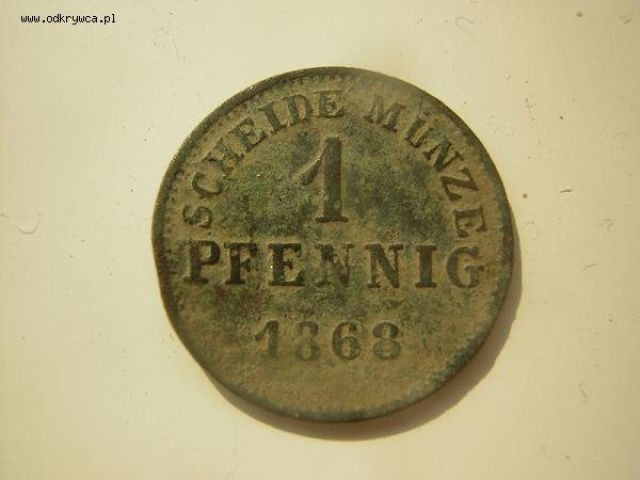 www.odkrywca.pl
SCHEIDE MÜNZE
1
PFENNIG
1868